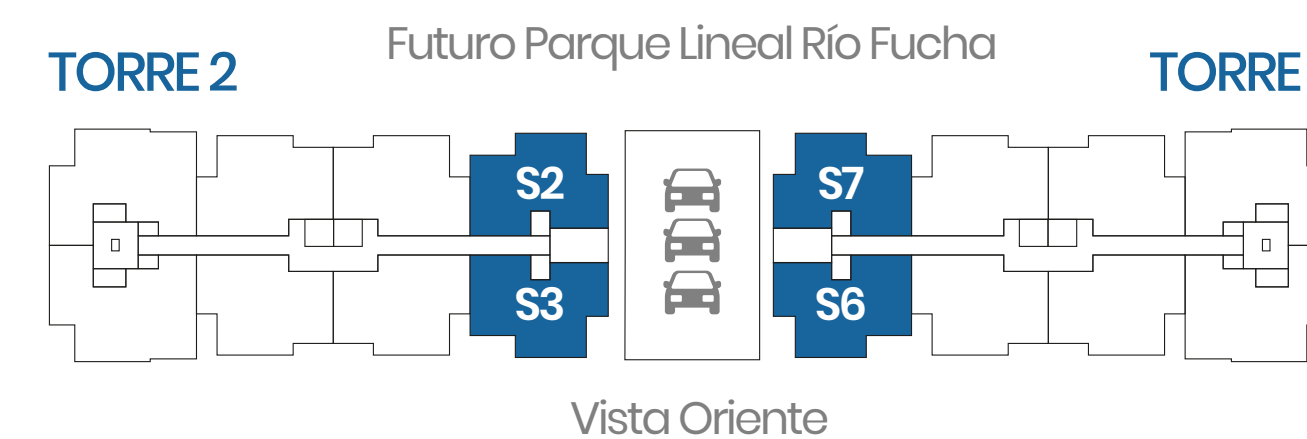 Futuro Parque Lineal Río Fucha
TORRE 2
TORRE
S2
S7
S3
S6
Vista Oriente